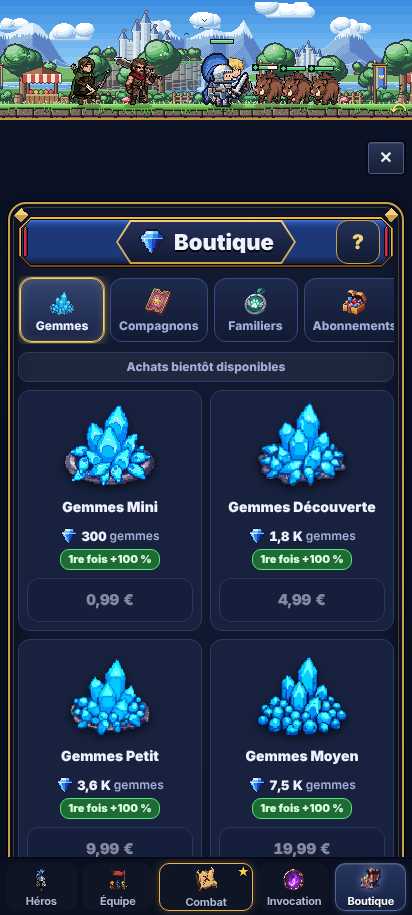 ×
Boutique
?
Gemmes
Compagnons
Familiers
Abonnements
Achats bientôt disponibles
Gemmes Mini
300 gemmes
1re fois +100 %
0,99 €
Gemmes Découverte
1,8 K gemmes
1re fois +100 %
4,99 €
Gemmes Petit
3,6 K gemmes
1re fois +100 %
9,99 €
Gemmes Moyen
7,5 K gemmes
1re fois +100 %
19,99 €
Héros
Équipe
Combat
Invocation
Boutique